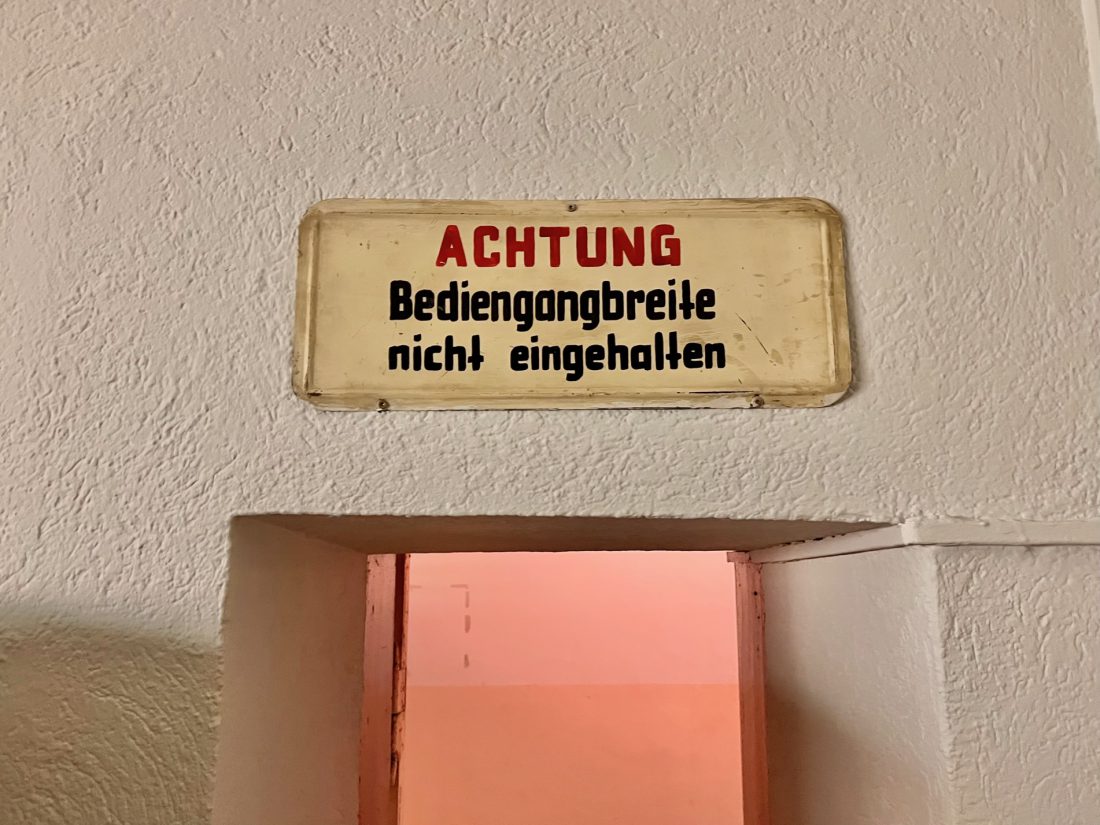 ACHTUNG
Bediengangbreite
nicht eingehalten